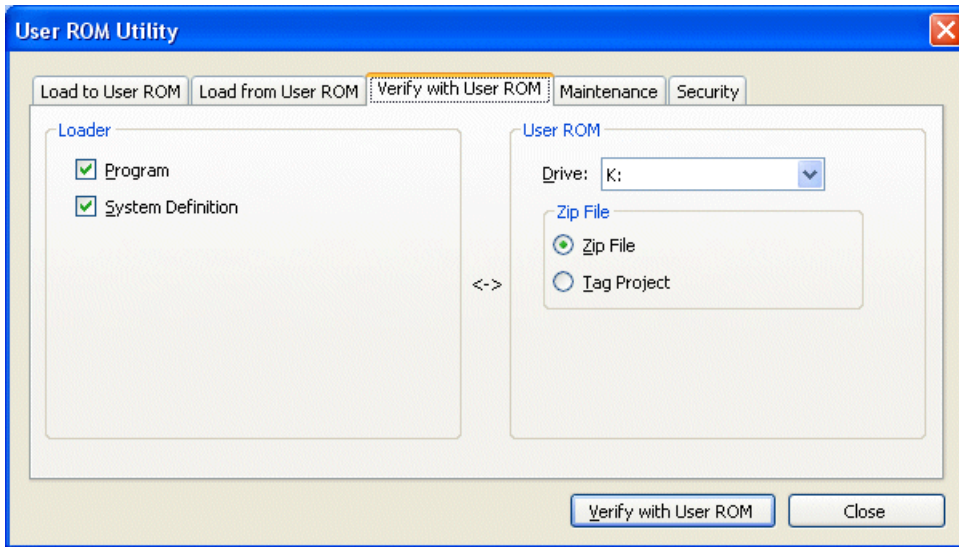 User ROM Utility
Load to User ROM Load from User ROM Verify with User ROM Maintenance Security
Loader
Program
System Definition
<->
User ROM
Drive: K:
Zip File
Zip File
Tag Project
Verify with User ROM Close